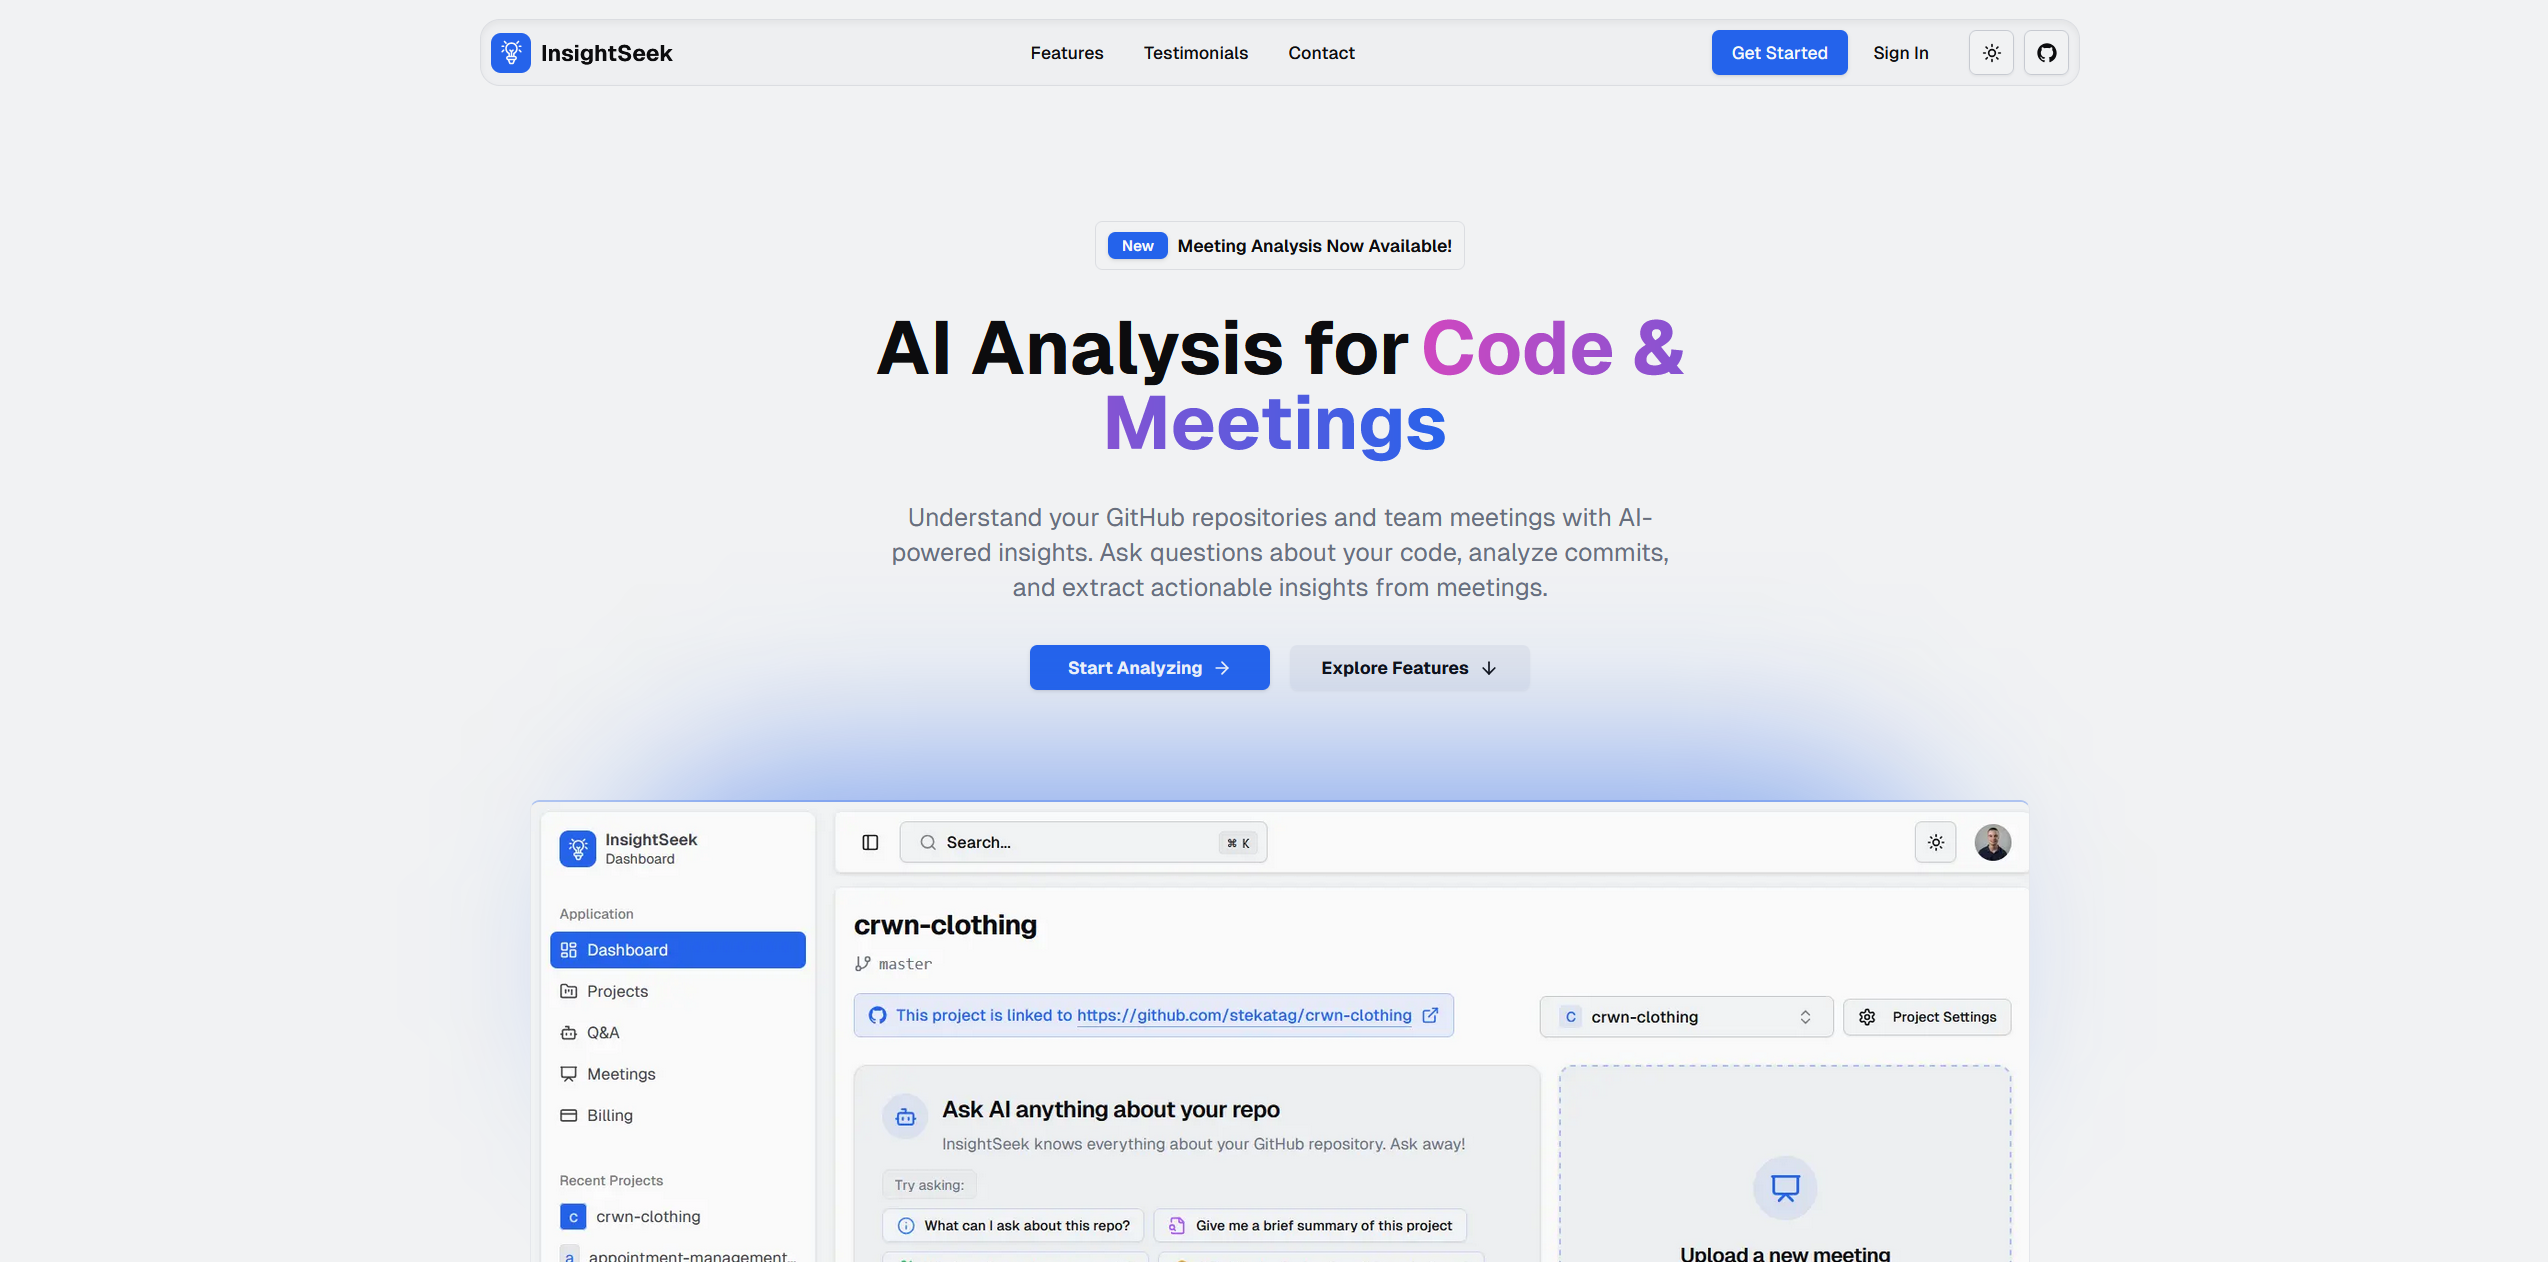 InsightSeek
Features
Testimonials
Contact
Get Started
Sign In
New
Meeting Analysis Now Available!
AI Analysis for Code &
Meetings
Understand your GitHub repositories and team meetings with AI-
powered insights. Ask questions about your code, analyze commits,
and extract actionable insights from meetings.
Start Analyzing
Explore Features
InsightSeek
Dashboard
Search...
⌘ K
Application
Dashboard
Projects
Q&A
Meetings
Billing
Recent Projects
c crwn-clothing
a appointment-management...
crwn-clothing
master
This project is linked to https://github.com/stekatag/crwn-clothing
C crwn-clothing
Project Settings
Ask AI anything about your repo
InsightSeek knows everything about your GitHub repository. Ask away!
Try asking:
What can I ask about this repo?
Give me a brief summary of this project
Upload a new meeting